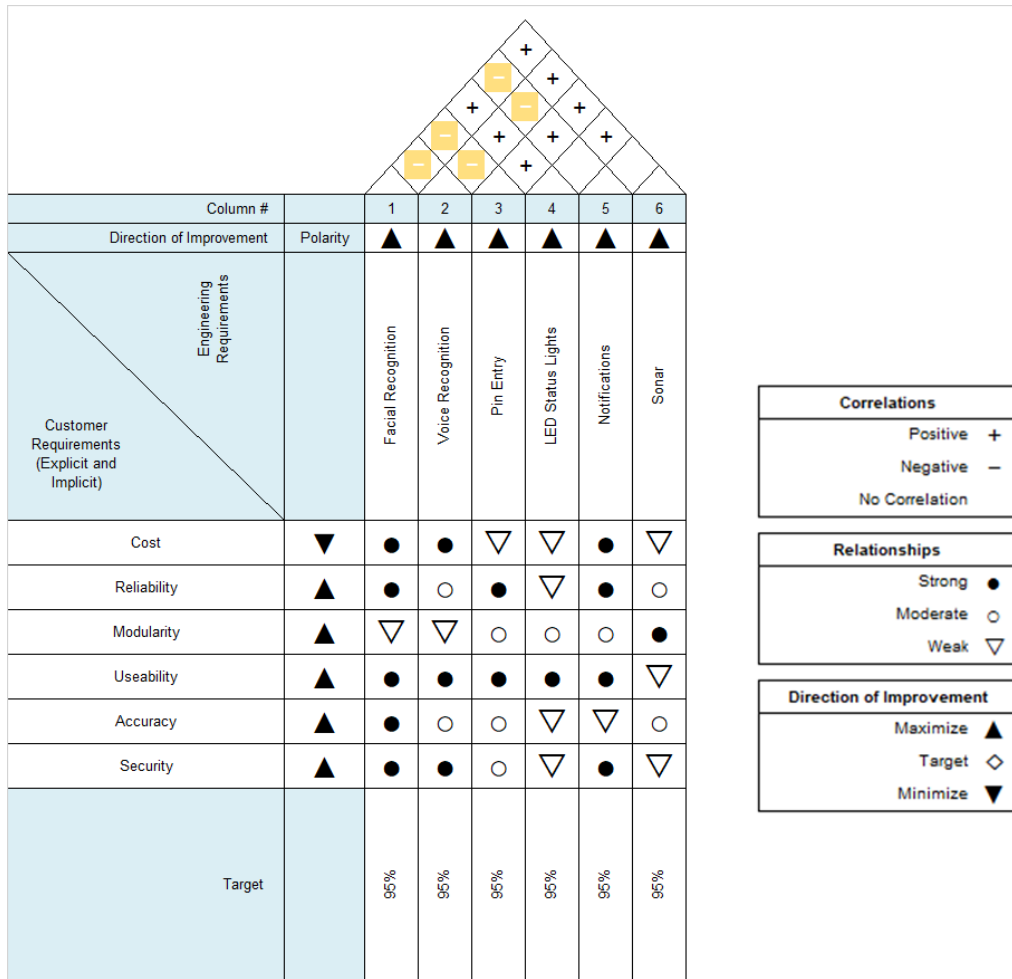 +
− +
+ − +
− + + +
− − +
Column # 1 2 3 4 5 6
Direction of Improvement Polarity ▲ ▲ ▲ ▲ ▲ ▲
Engineering
Requirements
Customer
Requirements
(Explicit and
Implicit)
Facial Recognition
Voice Recognition
Pin Entry
LED Status Lights
Notifications
Sonar
Cost ▼ ● ● ▽ ▽ ● ▽
Reliability ▲ ● ○ ● ▽ ● ○
Modularity ▲ ▽ ▽ ○ ○ ○ ●
Useability ▲ ● ● ● ● ● ▽
Accuracy ▲ ● ○ ○ ▽ ▽ ○
Security ▲ ● ● ○ ▽ ● ▽
Target 95% 95% 95% 95% 95% 95%
Correlations
Positive +
Negative −
No Correlation
Relationships
Strong ●
Moderate ○
Weak ▽
Direction of Improvement
Maximize ▲
Target ◇
Minimize ▼